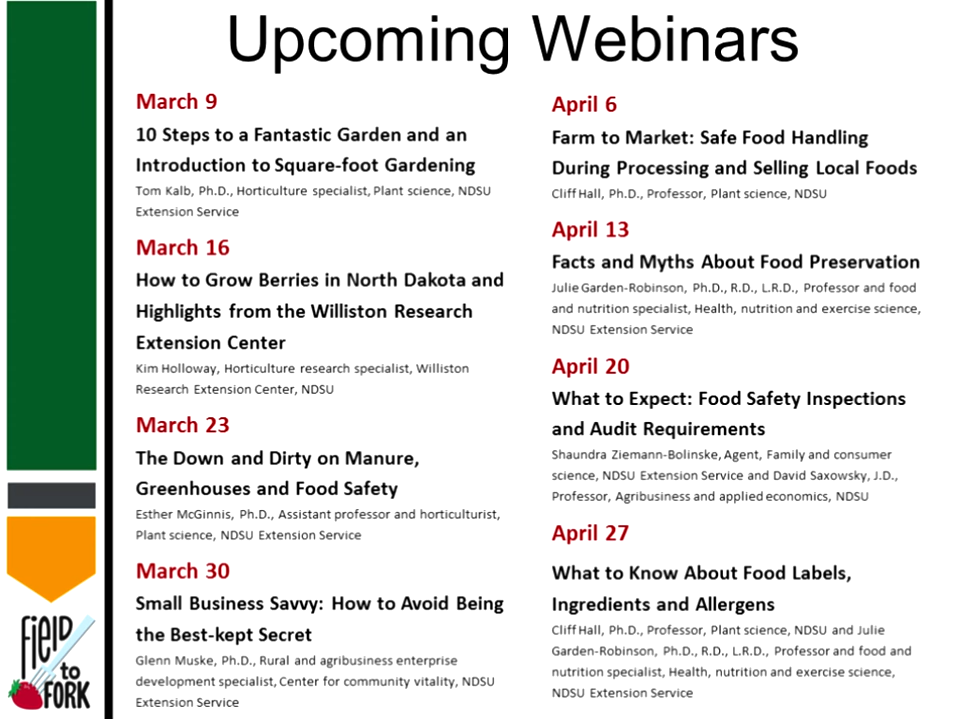 Upcoming Webinars
March 9
10 Steps to a Fantastic Garden and an
Introduction to Square-foot Gardening
Tom Kalb, Ph.D., Horticulture specialist, Plant science, NDSU
Extension Service
March 16
How to Grow Berries in North Dakota and
Highlights from the Williston Research
Extension Center
Kim Holloway, Horticulture research specialist, Williston
Research Extension Center, NDSU
March 23
The Down and Dirty on Manure,
Greenhouses and Food Safety
Esther McGinnis, Ph.D., Assistant professor and horticulturist,
Plant science, NDSU Extension Service
March 30
Small Business Savvy: How to Avoid Being
the Best-kept Secret
Glenn Muske, Ph.D., Rural and agribusiness enterprise
development specialist, Center for community vitality, NDSU
Extension Service
April 6
Farm to Market: Safe Food Handling
During Processing and Selling Local Foods
Cliff Hall, Ph.D., Professor, Plant science, NDSU
April 13
Facts and Myths About Food Preservation
Julie Garden-Robinson, Ph.D., R.D., L.R.D., Professor and food
and nutrition specialist, Health, nutrition and exercise science,
NDSU Extension Service
April 20
What to Expect: Food Safety Inspections
and Audit Requirements
Shaundra Ziemann-Bolinske, Agent, Family and consumer
science, NDSU Extension Service and David Saxowsky, J.D.,
Professor, Agribusiness and applied economics, NDSU
April 27
What to Know About Food Labels,
Ingredients and Allergens
Cliff Hall, Ph.D., Professor, Plant science, NDSU and Julie
Garden-Robinson, Ph.D., R.D., L.R.D., Professor and food and
nutrition specialist, Health, nutrition and exercise science,
NDSU Extension Service
FiElD
to
FORK